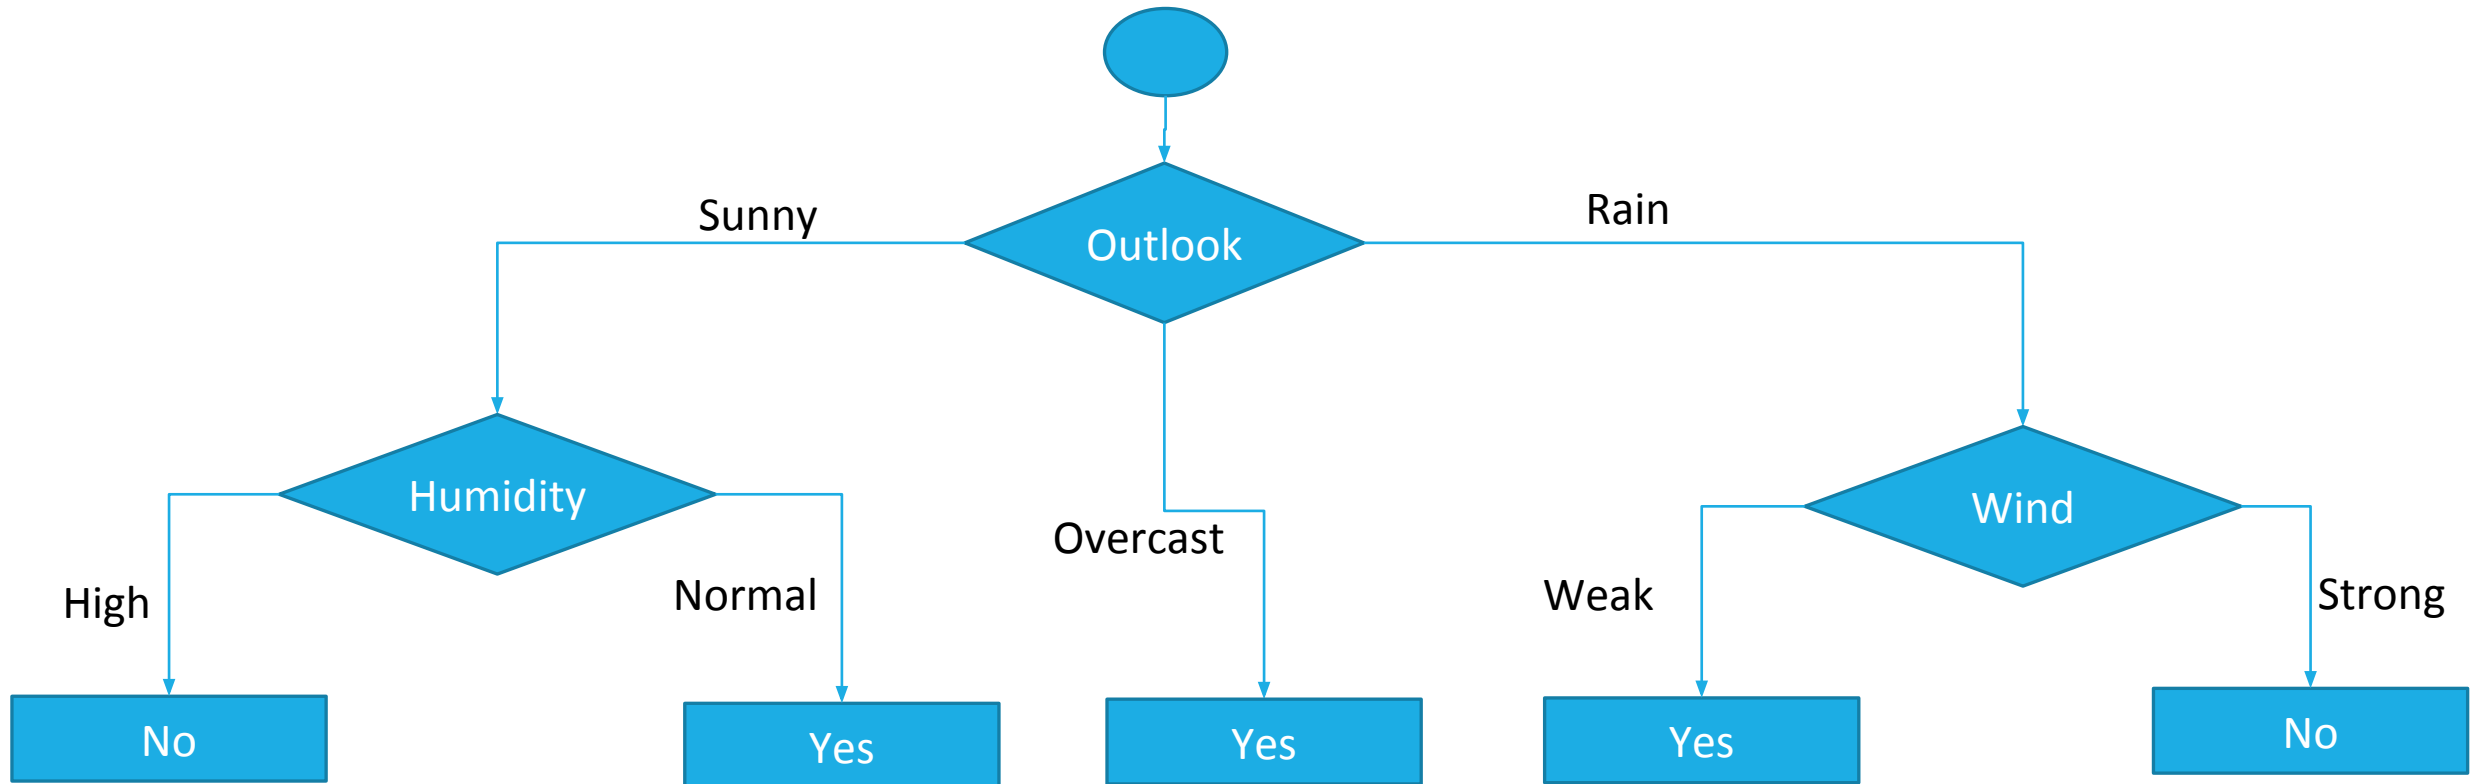 Sunny
Outlook
Rain
Humidity
Wind
Overcast
High
Normal
Weak
Strong
No
Yes
Yes
Yes
No